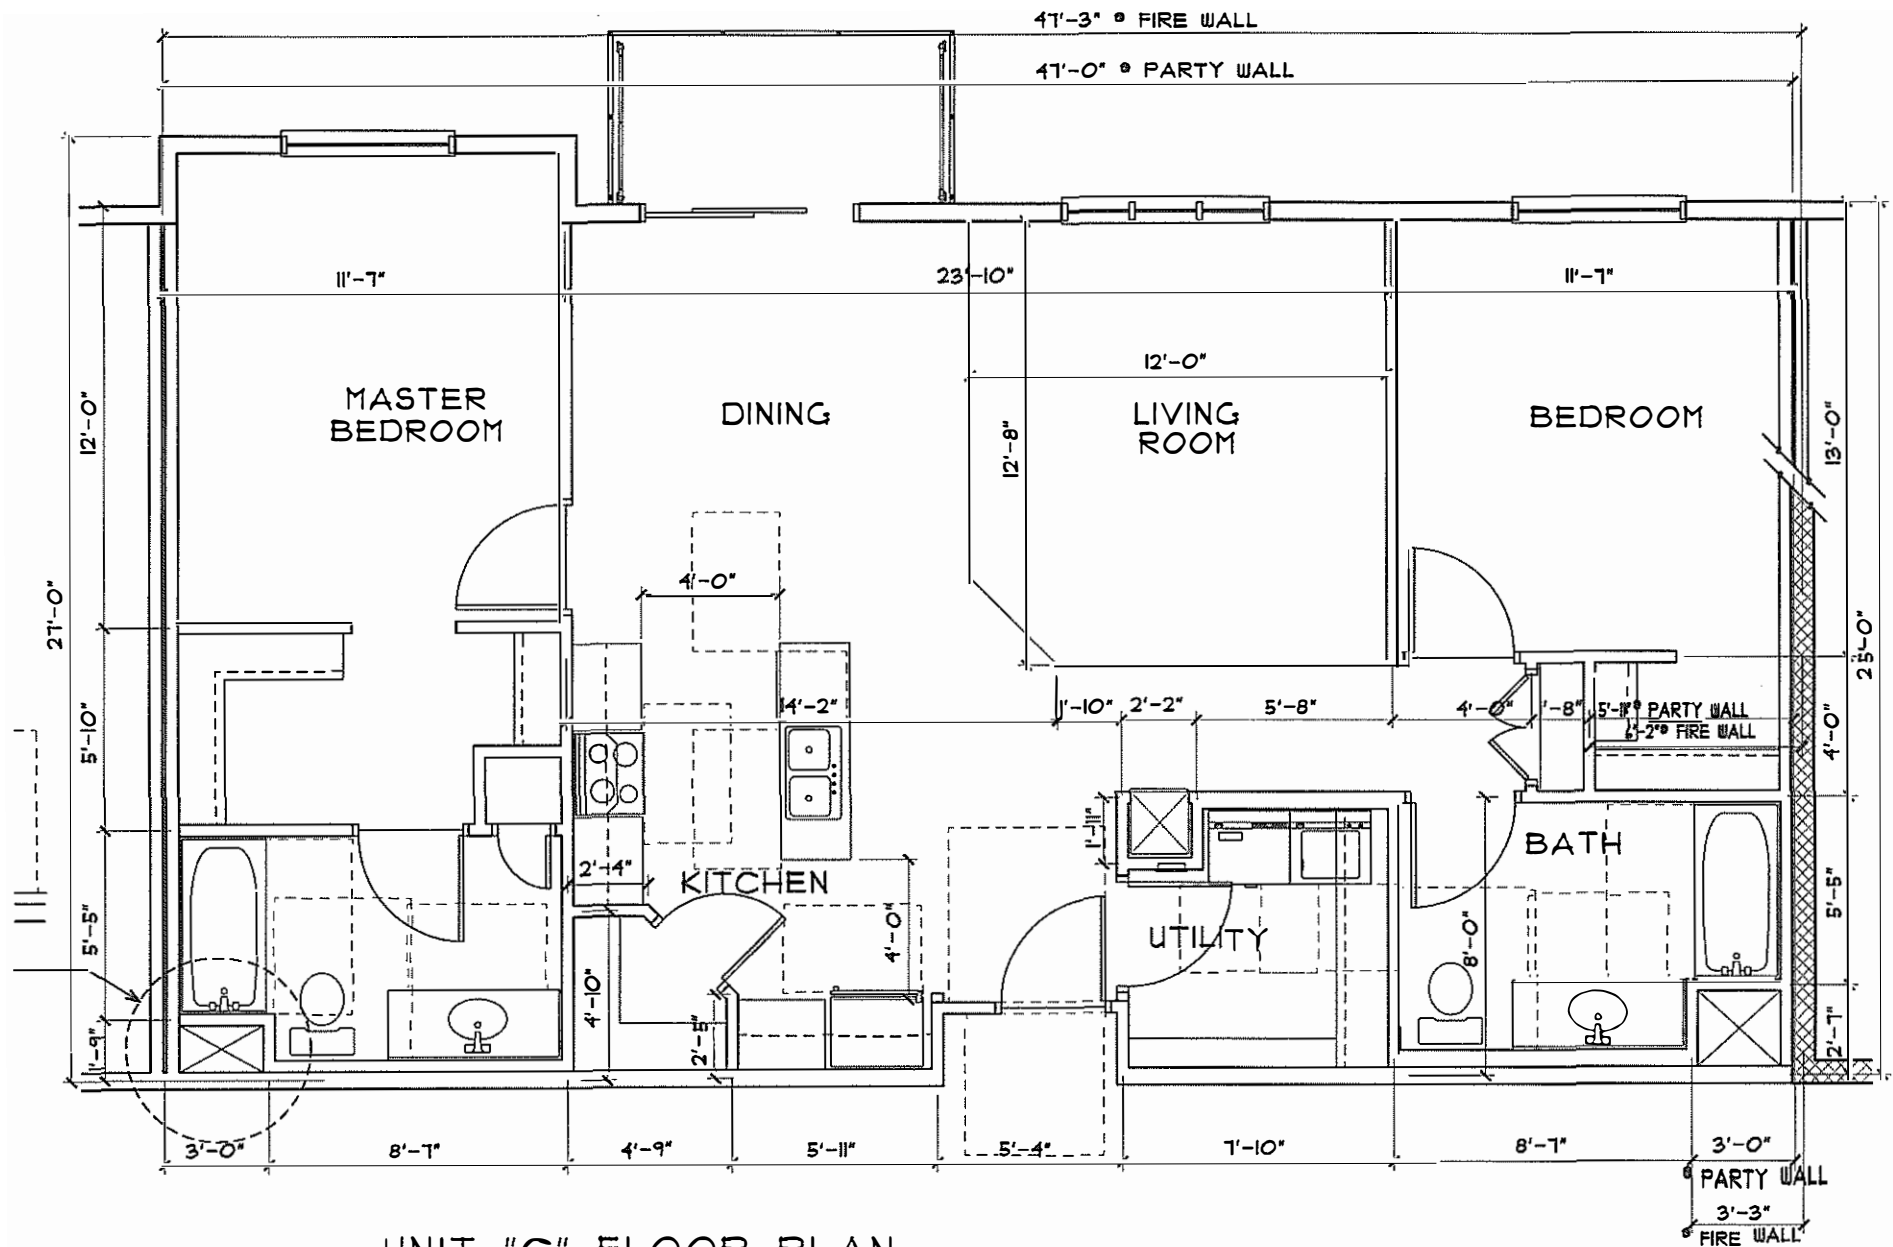 47'-3" @ FIRE WALL
47'-0" @ PARTY WALL
11'-7"
23'-10"
11'-7"
12'-0"
MASTER
BEDROOM
DINING
LIVING
ROOM
BEDROOM
12'-0"
12'-8"
13'-0"
27'-0"
4'-0"
25'-0"
5'-10"
14'-2"
1'-10"
2'-2"
5'-8"
4'-0"
1'-8"
5'-11" @ PARTY WALL
6'-2" @ FIRE WALL
4'-0"
1'-11"
BATH
2'-4"
KITCHEN
5'-5"
4'-0"
UTILITY
8'-0"
5'-5"
4'-10"
2'-5"
1'-9"
2'-7"
3'-0"
8'-7"
4'-9"
5'-11"
5'-4"
7'-10"
8'-7"
3'-0"
@ PARTY WALL
3'-3"
@ FIRE WALL
UNIT "C" FLOOR PLAN